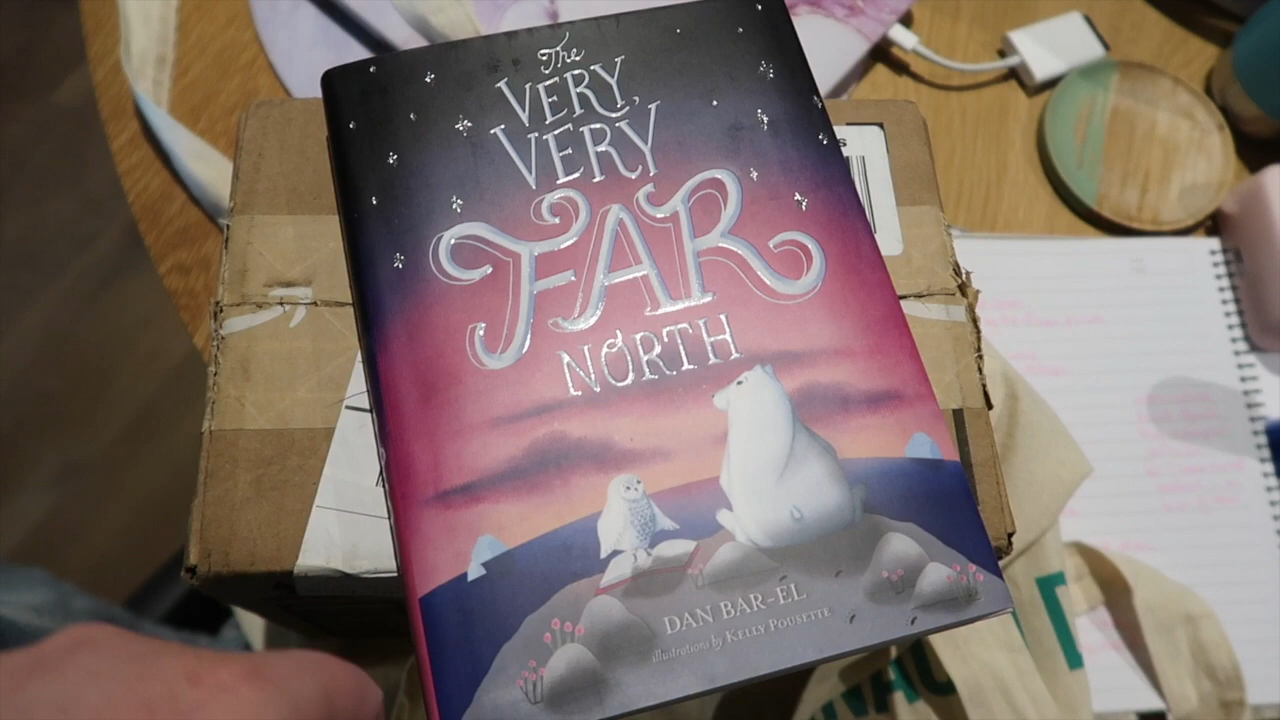 The
VERY,
VERY
FAR
NORTH
DAN BAR-EL
illustrations by KELLY POUSETTE